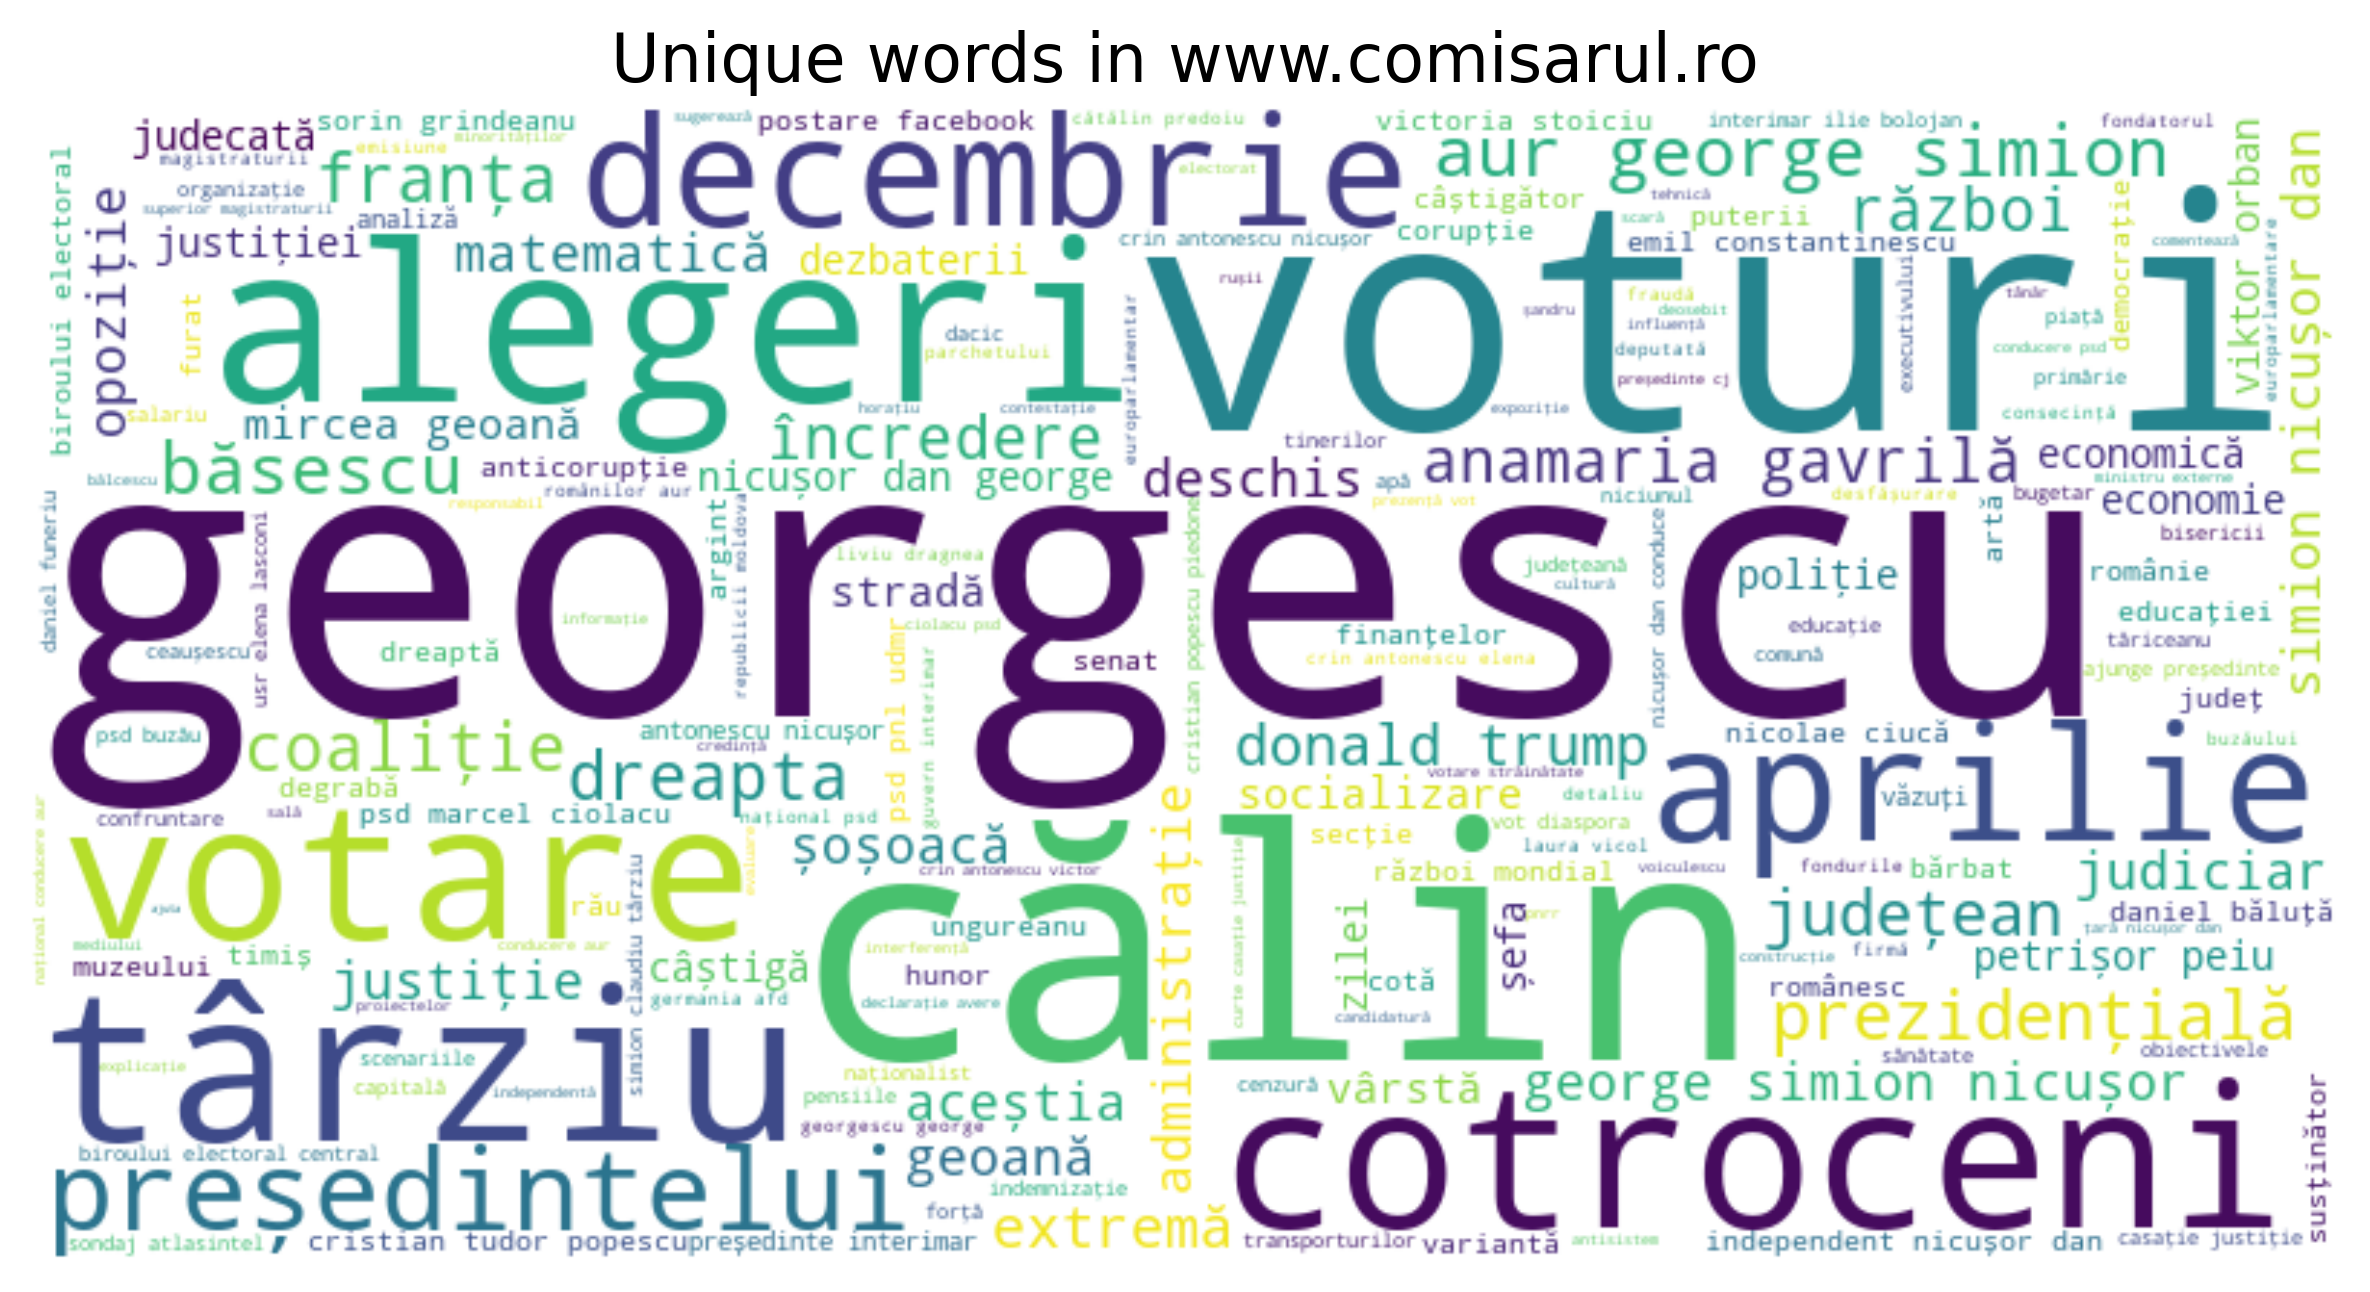 Unique words in www.comisarul.ro
judecată
sorin grindeanu
minorităților
emisiune
magistraturii
franța
organizație
superior magistraturii
analiză
justiției
sugerează
decembrie
postare facebook
cătălin predoiu
electorat
victoria stoiciu
interimar ilie bolojan
fondatorul
aur george simion
câștigător
tehnică
scară
puterii
război
corupție
emil constantinescu
comentează
crin antonescu nicușor
biroului electoral
opoziție
matematică
dezbaterii
furat
alegeri
dacic
parchetului
voturi
rușii
șandru
fraudă
deosebit
influență
deputată
președinte cj
executivului
tânăr
piață
conducere psd
primărie
consecință
democrație
viktor orban
europarlamentare
simion nicușor dan
europarlamentar
expoziție
salariu
mircea geoană
horațiu
contestație
încredere
băsescu
bălcescu
anticorupție
românilor aur
responsabil
nicușor dan george
tinerilor
deschis
apă
prezență vot
anamaria gavrilă
niciunul
desfășurare
bugetar
economică
ministru externe
economie
bisericii
artă
georgescu
daniel funeriu
usr elena lasconi
ceaușescu
dreaptă
informație
argint
republicii moldova
liviu dragnea
stradă
ciolacu psd
psd pnl udmr
guvern interimar
senat
cristian popescu piedone
județeană
cultură
finanțelor
crin antonescu elena
nicușor dan conduce
poliție
educație
comună
românie
educației
tăriceanu
ajunge președinte
județ
psd buzău
coaliție
antonescu nicușor
credință
degrabă
dreapta
confruntare
sală
psd marcel ciolacu
național psd
donald trump
votare străinătate
socializare
detaliu
nicolae ciucă
buzăului
aprilie
văzuți
secție
vot diaspora
laura vicol
război mondial
voiculescu
fondurile
bărbat
judiciar
național conducere aur
votare
evaluare
ajuta
rău
simion claudiu târziu
șoșoacă
crin antonescu victor
călin
administrație
curte casație justiție
zilei
șefa
pnrr
cotă
candidatură
județean
daniel băluță
țară nicușor dan
construcție
firmă
petrișor peiu
românesc
mediului
muzeului
timiș
conducere aur
justiție
proiectelor
câștigă
germania afd
ungureanu
interferență
hunor
declarație avere
târziu
explicație
scenariile
capitală
independentă
naționalist
pensiile
aceștia
georgescu george
prezidențială
sănătate
obiectivele
cenzură
vârstă
george simion nicușor
cotroceni
susținător
biroului electoral central
președintelui
geoană
indemnizație
forță
extremă
sondaj atlasintel
cristian tudor popescu
președinte interimar
transporturilor
variantă
antisistem
independent nicușor dan
casație justiție